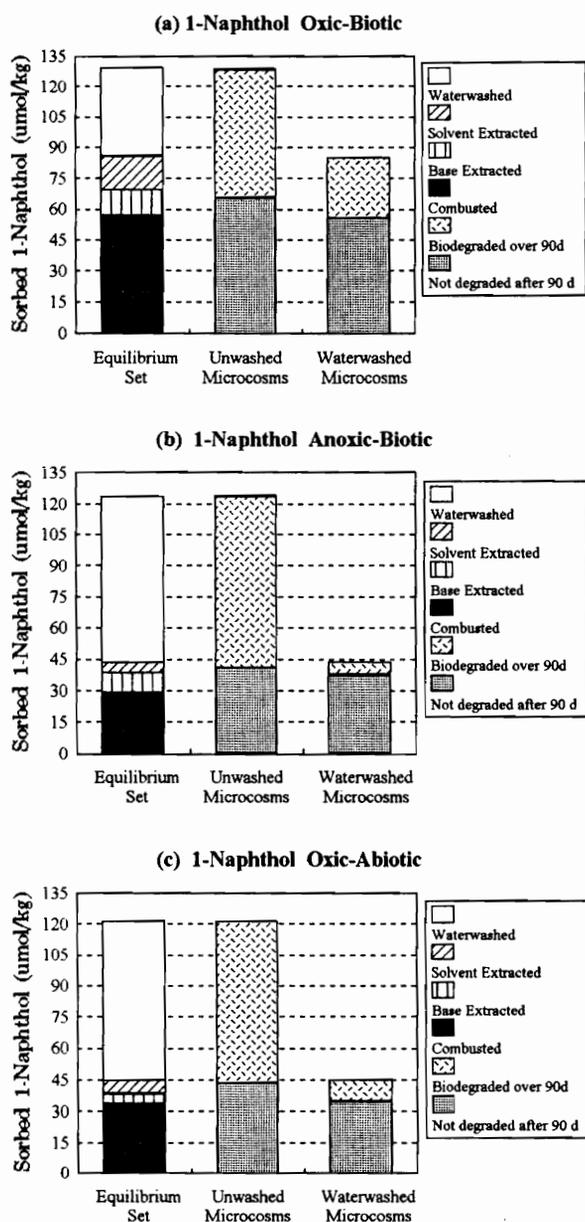 (a) 1-Naphthol Oxic-Biotic
Sorbed 1-Naphthol (umol/kg)
135
120
105
90
75
60
45
30
15
0
Equilibrium
Set
Unwashed
Microcosms
Waterwashed
Microcosms
Waterwashed
Solvent Extracted
Base Extracted
Combusted
Biodegraded over 90d
Not degraded after 90 d
(b) 1-Naphthol Anoxic-Biotic
Sorbed 1-Naphthol (umol/kg)
135
120
105
90
75
60
45
30
15
0
Equilibrium
Set
Unwashed
Microcosms
Waterwashed
Microcosms
Waterwashed
Solvent Extracted
Base Extracted
Combusted
Biodegraded over 90d
Not degraded after 90 d
(c) 1-Naphthol Oxic-Abiotic
Sorbed 1-Naphthol (umol/kg)
135
120
105
90
75
60
45
30
15
0
Equilibrium
Set
Unwashed
Microcosms
Waterwashed
Microcosms
Waterwashed
Solvent Extracted
Base Extracted
Combusted
Biodegraded over 90d
Not degraded after 90 d